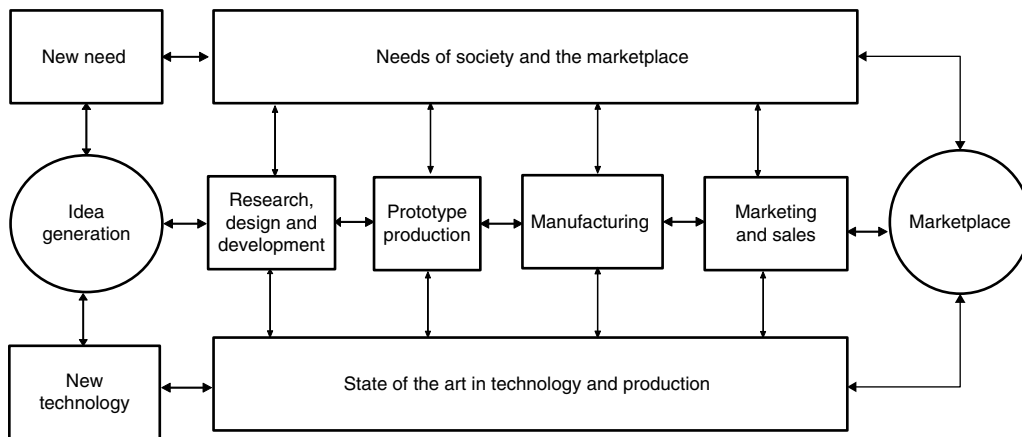 New need
Needs of society and the marketplace
Idea
generation
Research,
design and
development
Prototype
production
Manufacturing
Marketing
and sales
Marketplace
New
technology
State of the art in technology and production